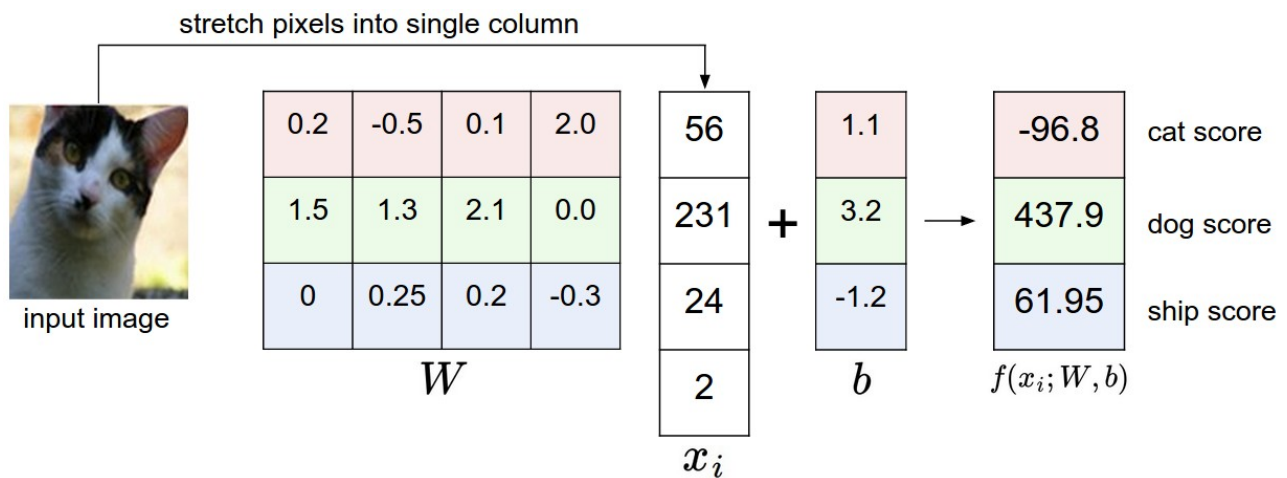 stretch pixels into single column
0.2 -0.5 0.1 2.0 56 1.1 -96.8 cat score
1.5 1.3 2.1 0.0 231 + 3.2 437.9 dog score
0 0.25 0.2 -0.3 24 -1.2 61.95 ship score
input image
W 2 b f(x_i; W, b)
x_i